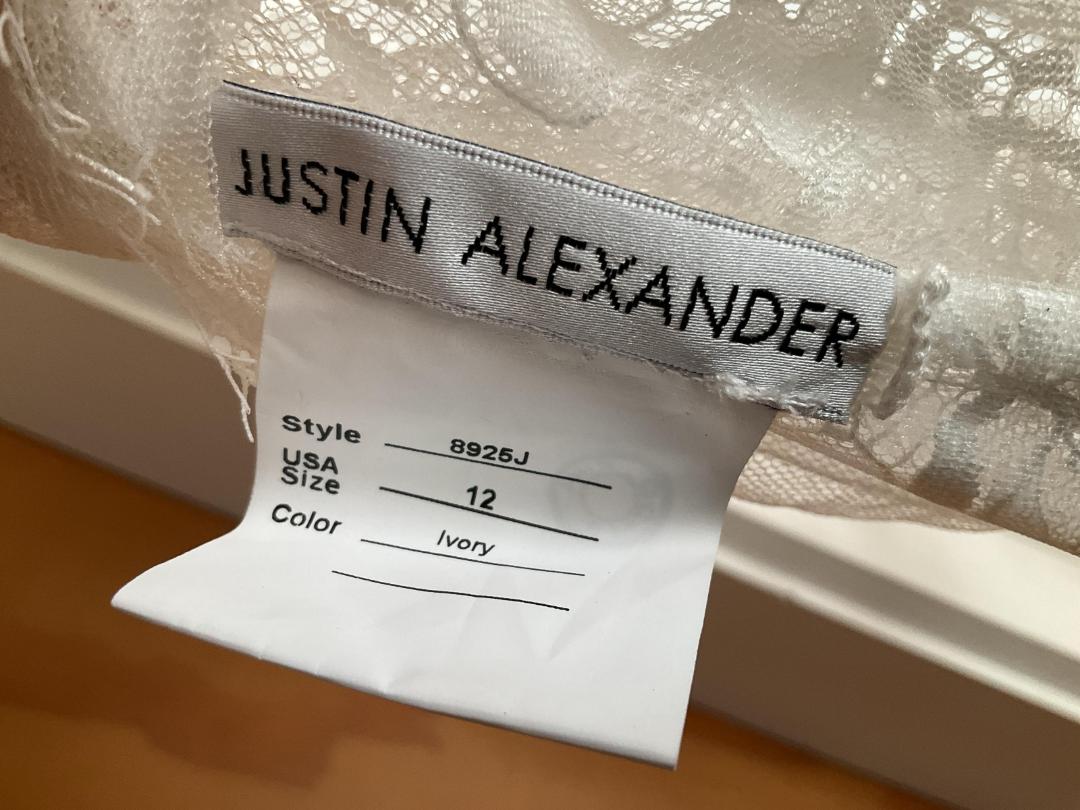 JUSTIN ALEXANDER
Style 8925J
USA
Size 12
Color Ivory